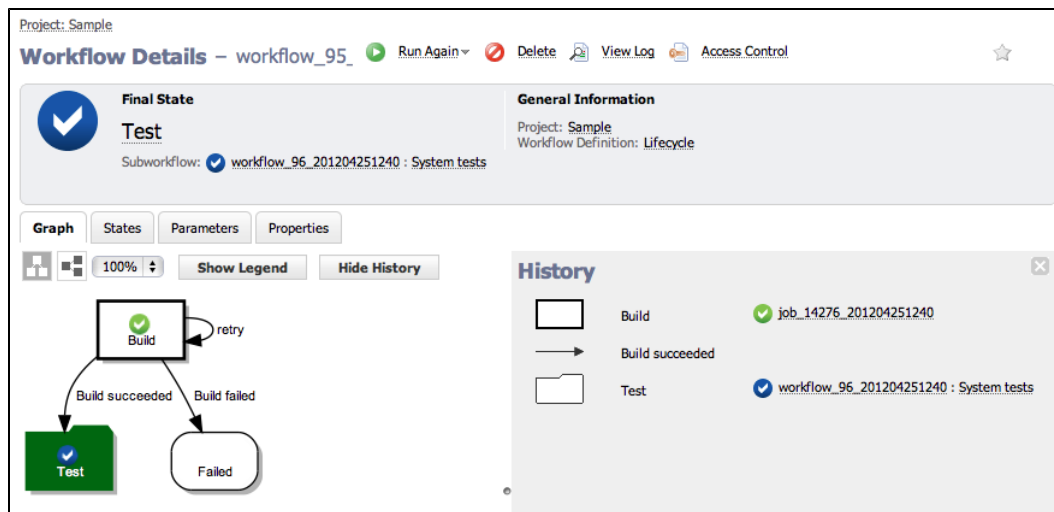 Project: Sample
Workflow Details – workflow_95_ Run Again Delete View Log Access Control
Final State
Test
Subworkflow: workflow_96_201204251240 : System tests
General Information
Project: Sample
Workflow Definition: Lifecycle
Graph States Parameters Properties
100% Show Legend Hide History
Build
retry
Build succeeded Build failed
Test Failed
History
Build job_14276_201204251240
Build succeeded
Test workflow_96_201204251240 : System tests